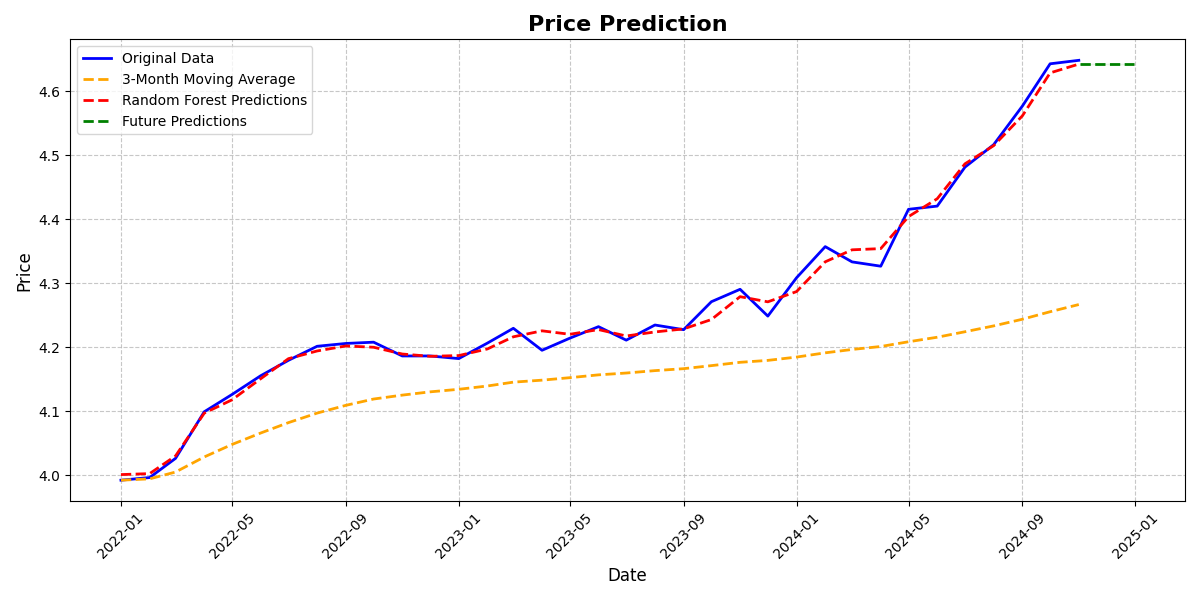 Price Prediction
Original Data
3-Month Moving Average
Random Forest Predictions
Future Predictions
Price
4.6
4.5
4.4
4.3
4.2
4.1
4.0
2022-01
2022-05
2022-09
2023-01
2023-05
2023-09
2024-01
2024-05
2024-09
2025-01
Date